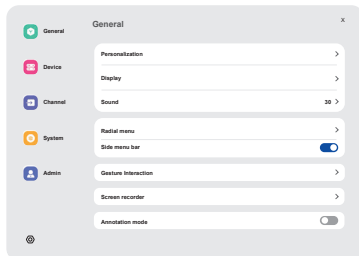 General
General
X
Personalization
Device
Display
Channel
Sound 30
Radial menu
System
Side menu bar
Admin
Gesture Interaction
Screen recorder
Annotation mode